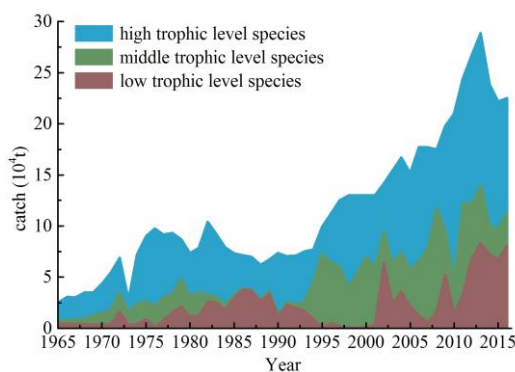 30
25
20
15
10
5
0
catch (10⁴t)
high trophic level species
middle trophic level species
low trophic level species
1965 1970 1975 1980 1985 1990 1995 2000 2005 2010 2015
Year